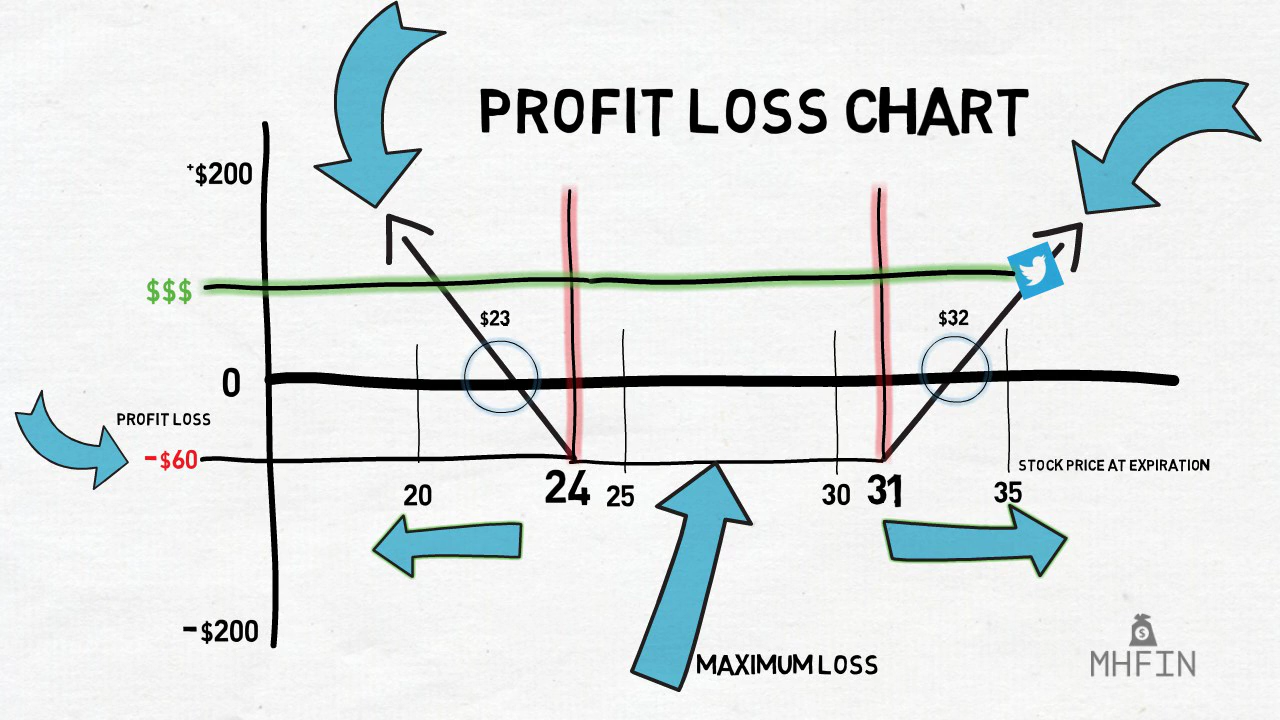 PROFIT LOSS CHART
+$200
$$$
$23
$32
0
PROFIT LOSS
-$60
STOCK PRICE AT EXPIRATION
20
24
25
30
31
35
-$200
MAXIMUM LOSS
$
MHFIN